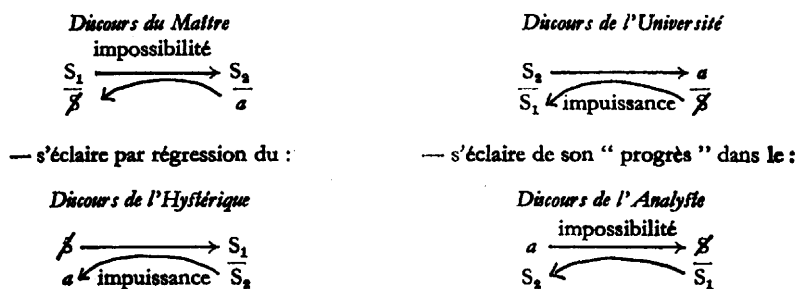 Discours du Maître
impossibilité
S₁ ⟶ S₂
$ a
— s'éclaire par régression du :
Discours de l'Hystérique
$ ⟶ S₁
a impuissance S₂
Discours de l'Université
S₂ ⟶ a
S₁ impuissance $
— s'éclaire de son “ progrès ” dans le :
Discours de l'Analyste
impossibilité
a ⟶ $
S₂ S₁